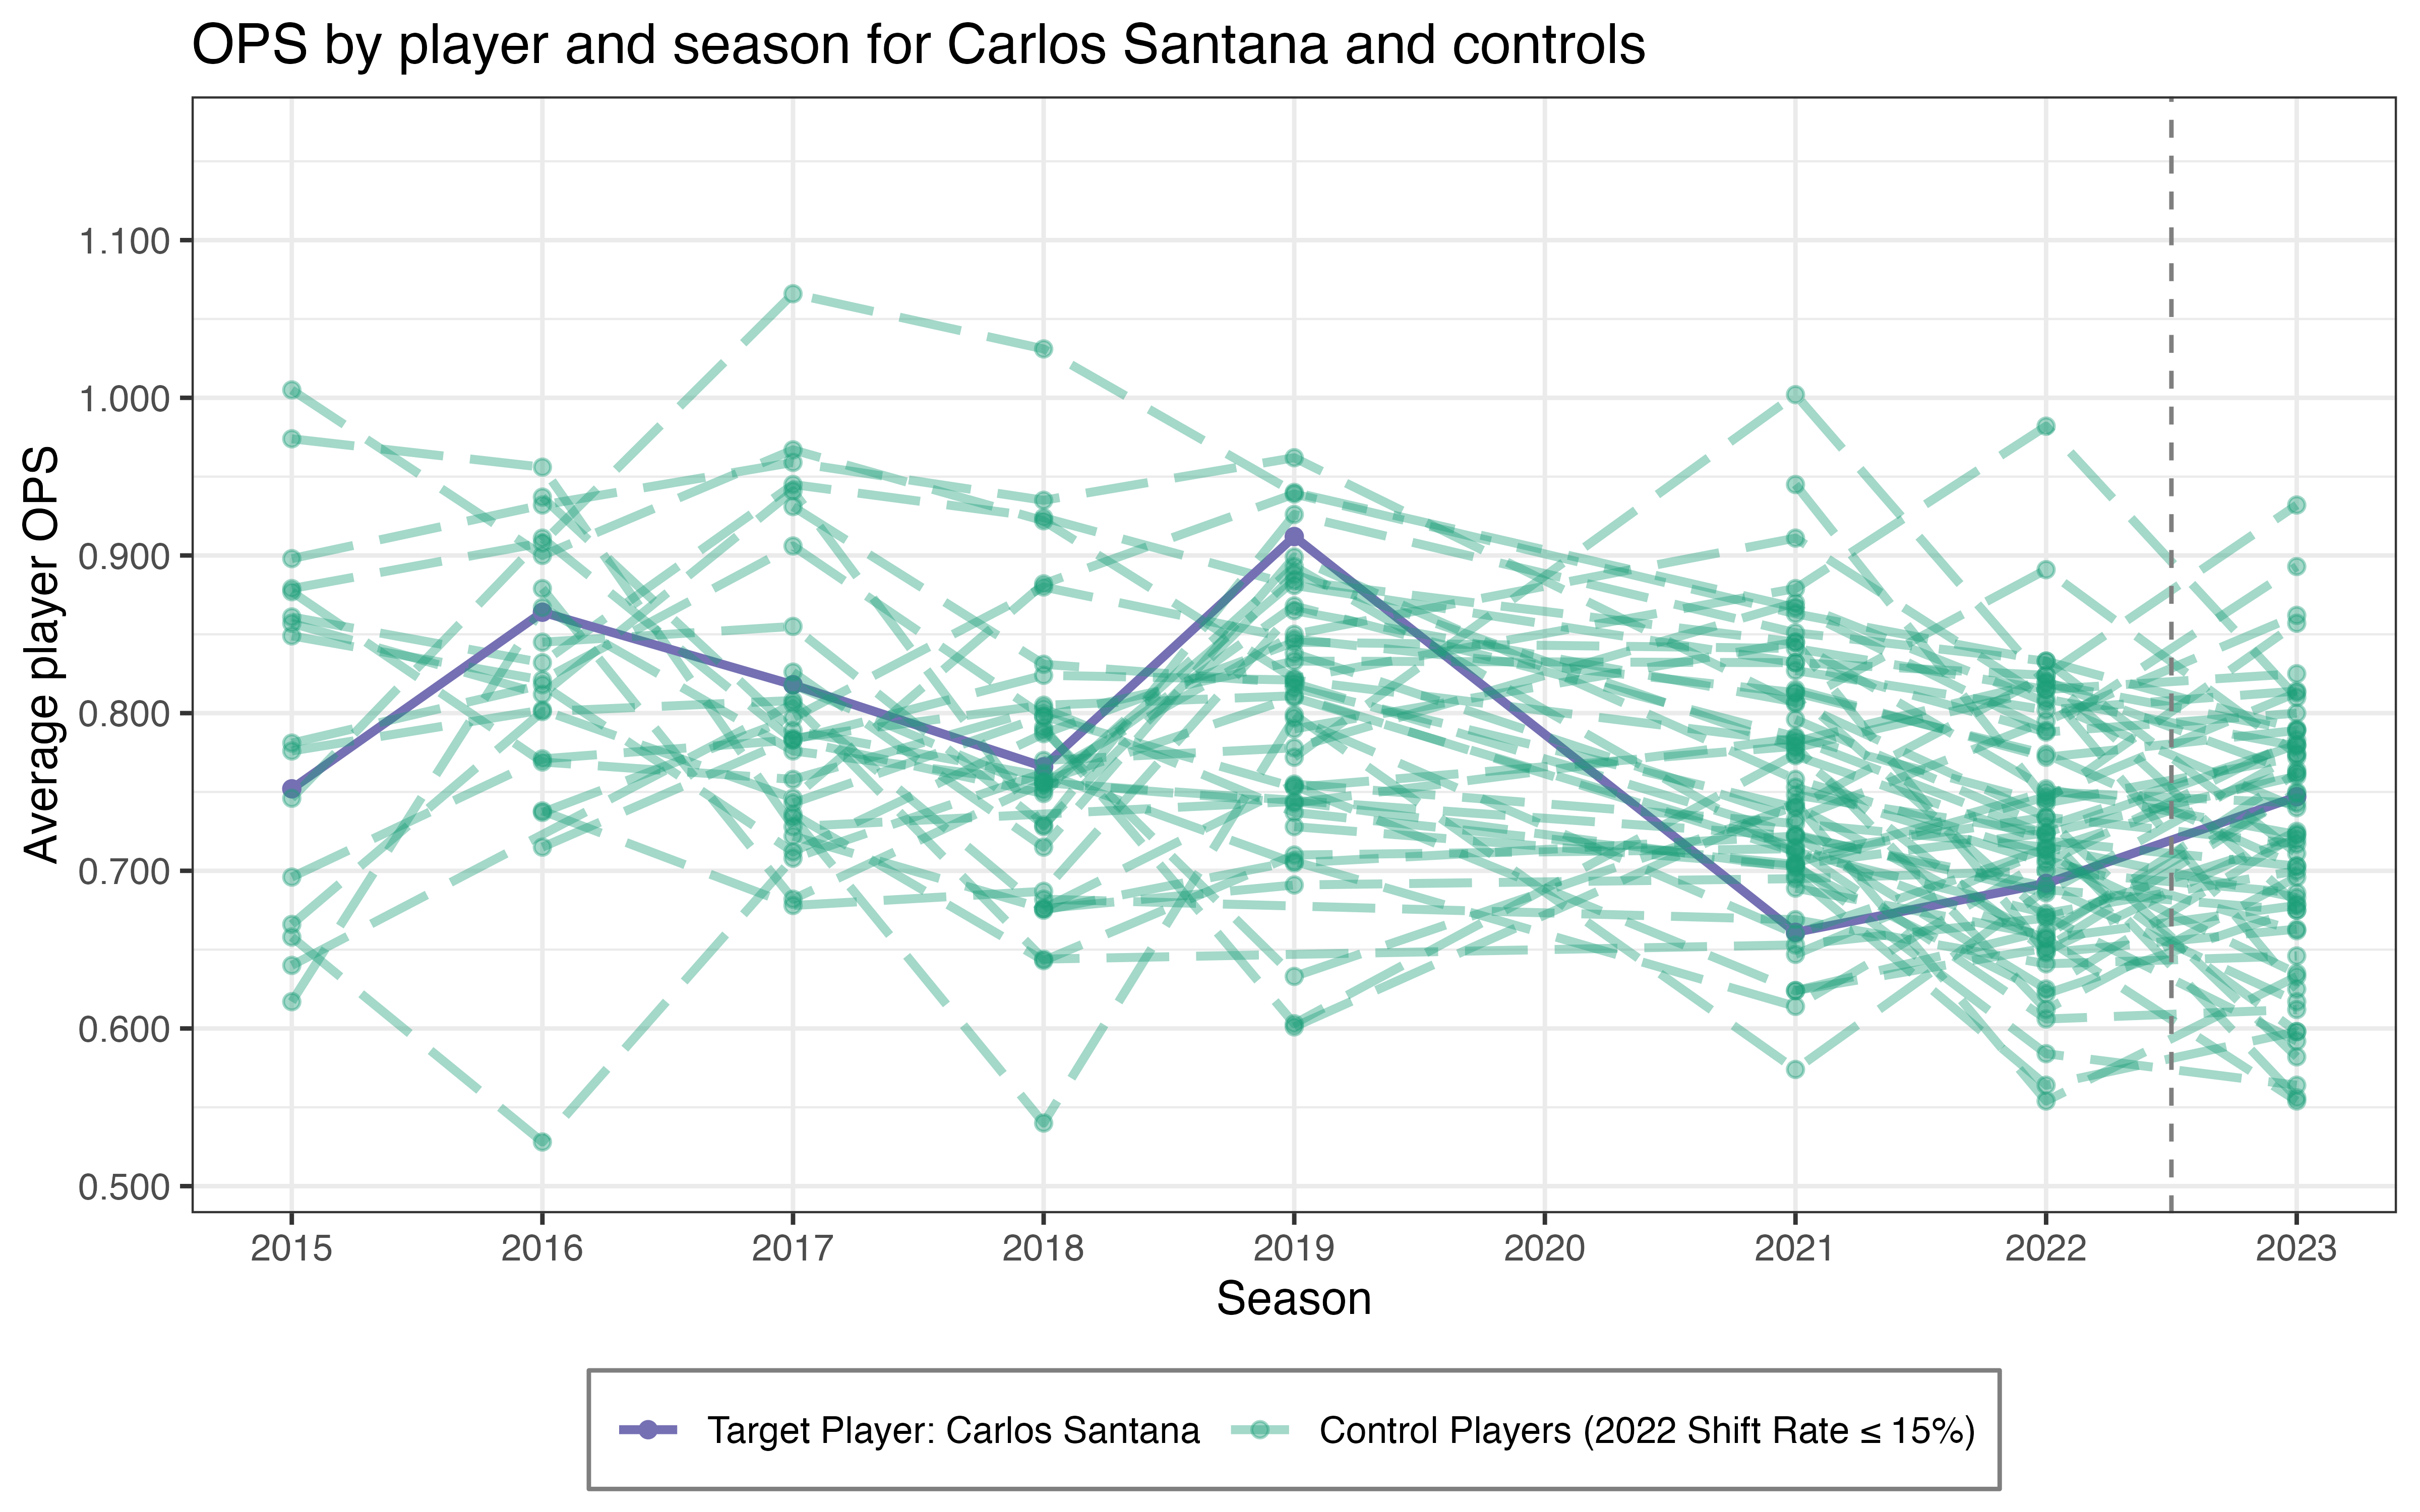 OPS by player and season for Carlos Santana and controls
Average player OPS
1.100
1.000
0.900
0.800
0.700
0.600
0.500
2015 2016 2017 2018 2019 2020 2021 2022 2023
Season
Target Player: Carlos Santana Control Players (2022 Shift Rate ≤ 15%)